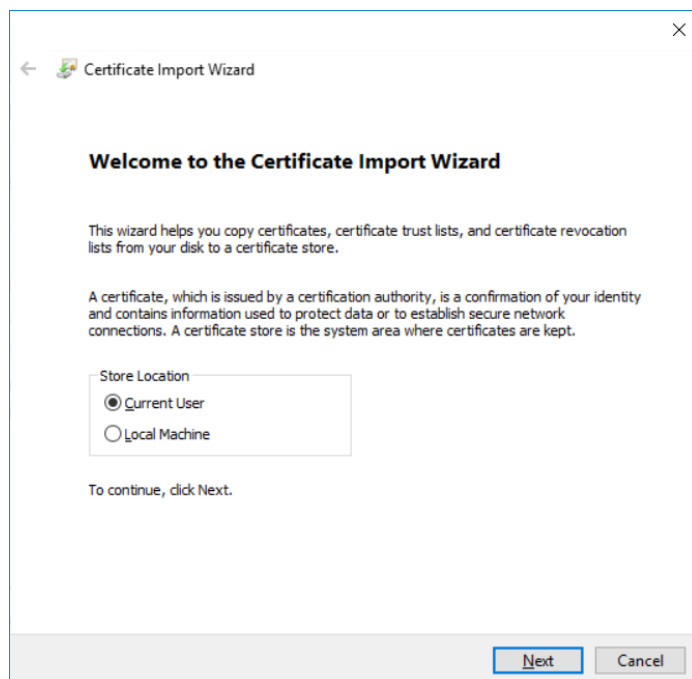 Certificate Import Wizard
Welcome to the Certificate Import Wizard
This wizard helps you copy certificates, certificate trust lists, and certificate revocation
lists from your disk to a certificate store.
A certificate, which is issued by a certification authority, is a confirmation of your identity
and contains information used to protect data or to establish secure network
connections. A certificate store is the system area where certificates are kept.
Store Location
Current User
Local Machine
To continue, click Next.
Next Cancel